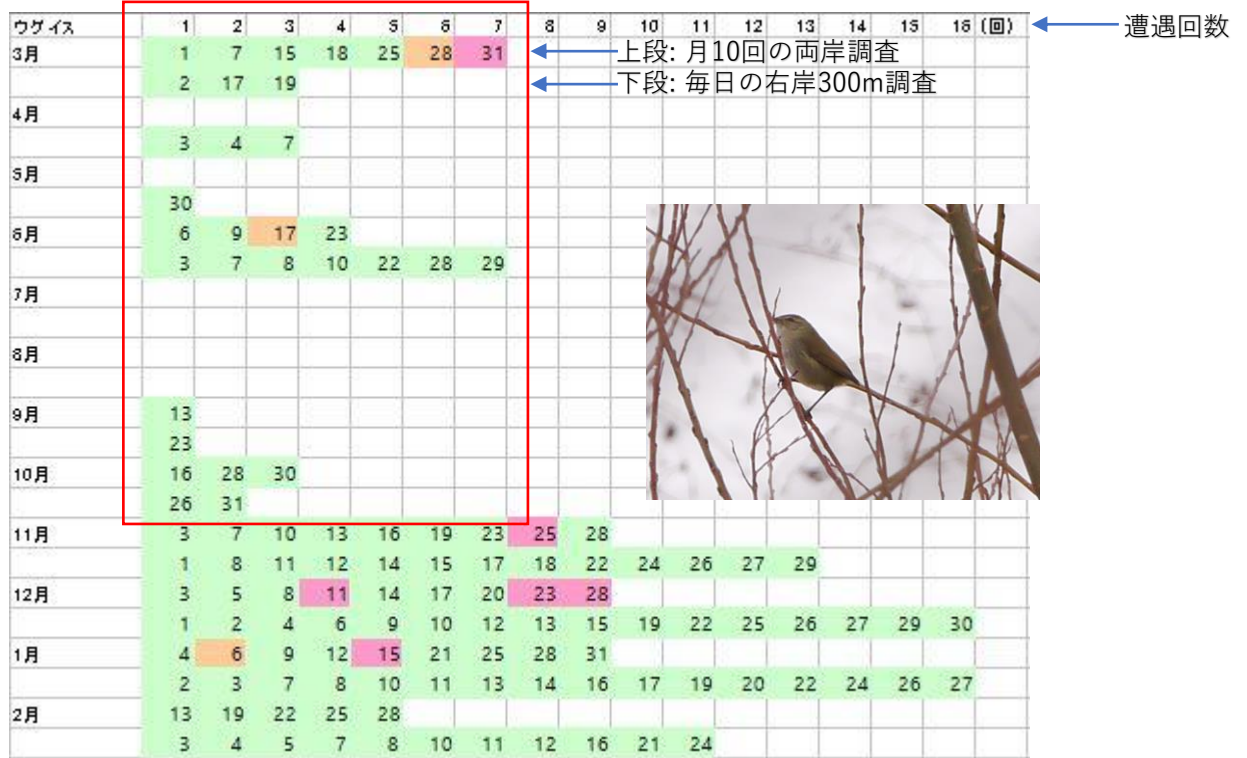 ウグイス 1 2 3 4 5 6 7 8 9 10 11 12 13 14 15 16 (回) 遭遇回数
3月 1 7 15 18 25 28 31 上段: 月10回の両岸調査
2 17 19 下段: 毎日の右岸300m調査
4月
3 4 7
5月
30
6月 6 9 17 23
3 7 8 10 22 28 29
7月
8月
9月 13
23
10月 16 28 30
26 31
11月 3 7 10 13 16 19 23 25 28
1 8 11 12 14 15 17 18 22 24 26 27 29
12月 3 5 8 11 14 17 20 23 28
1 2 4 6 9 10 12 13 15 19 22 25 26 27 29 30
1月 4 6 9 12 15 21 25 28 31
2 3 7 8 10 11 13 14 16 17 19 20 22 24 26 27
2月 13 19 22 25 28
3 4 5 7 8 10 11 12 16 21 24